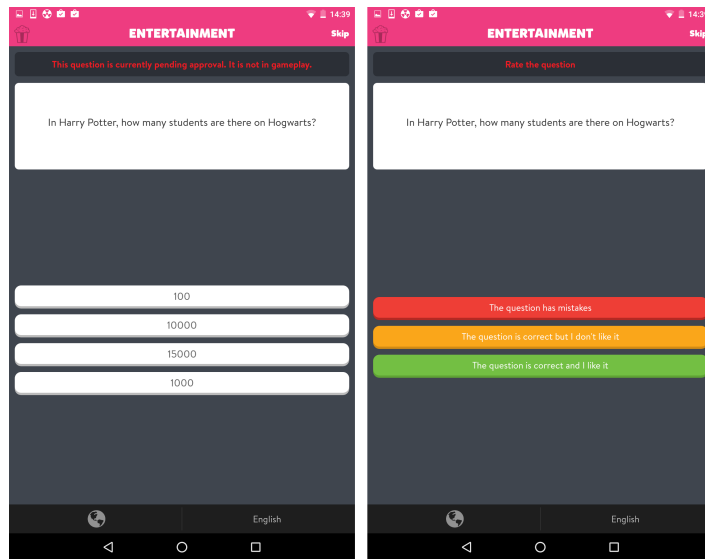 14:39
ENTERTAINMENT
Skip
This question is currently pending approval. It is not in gameplay.
In Harry Potter, how many students are there on Hogwarts?
100
10000
15000
1000
English
14:39
ENTERTAINMENT
Skip
Rate the question
In Harry Potter, how many students are there on Hogwarts?
The question has mistakes
The question is correct but I don't like it
The question is correct and I like it
English